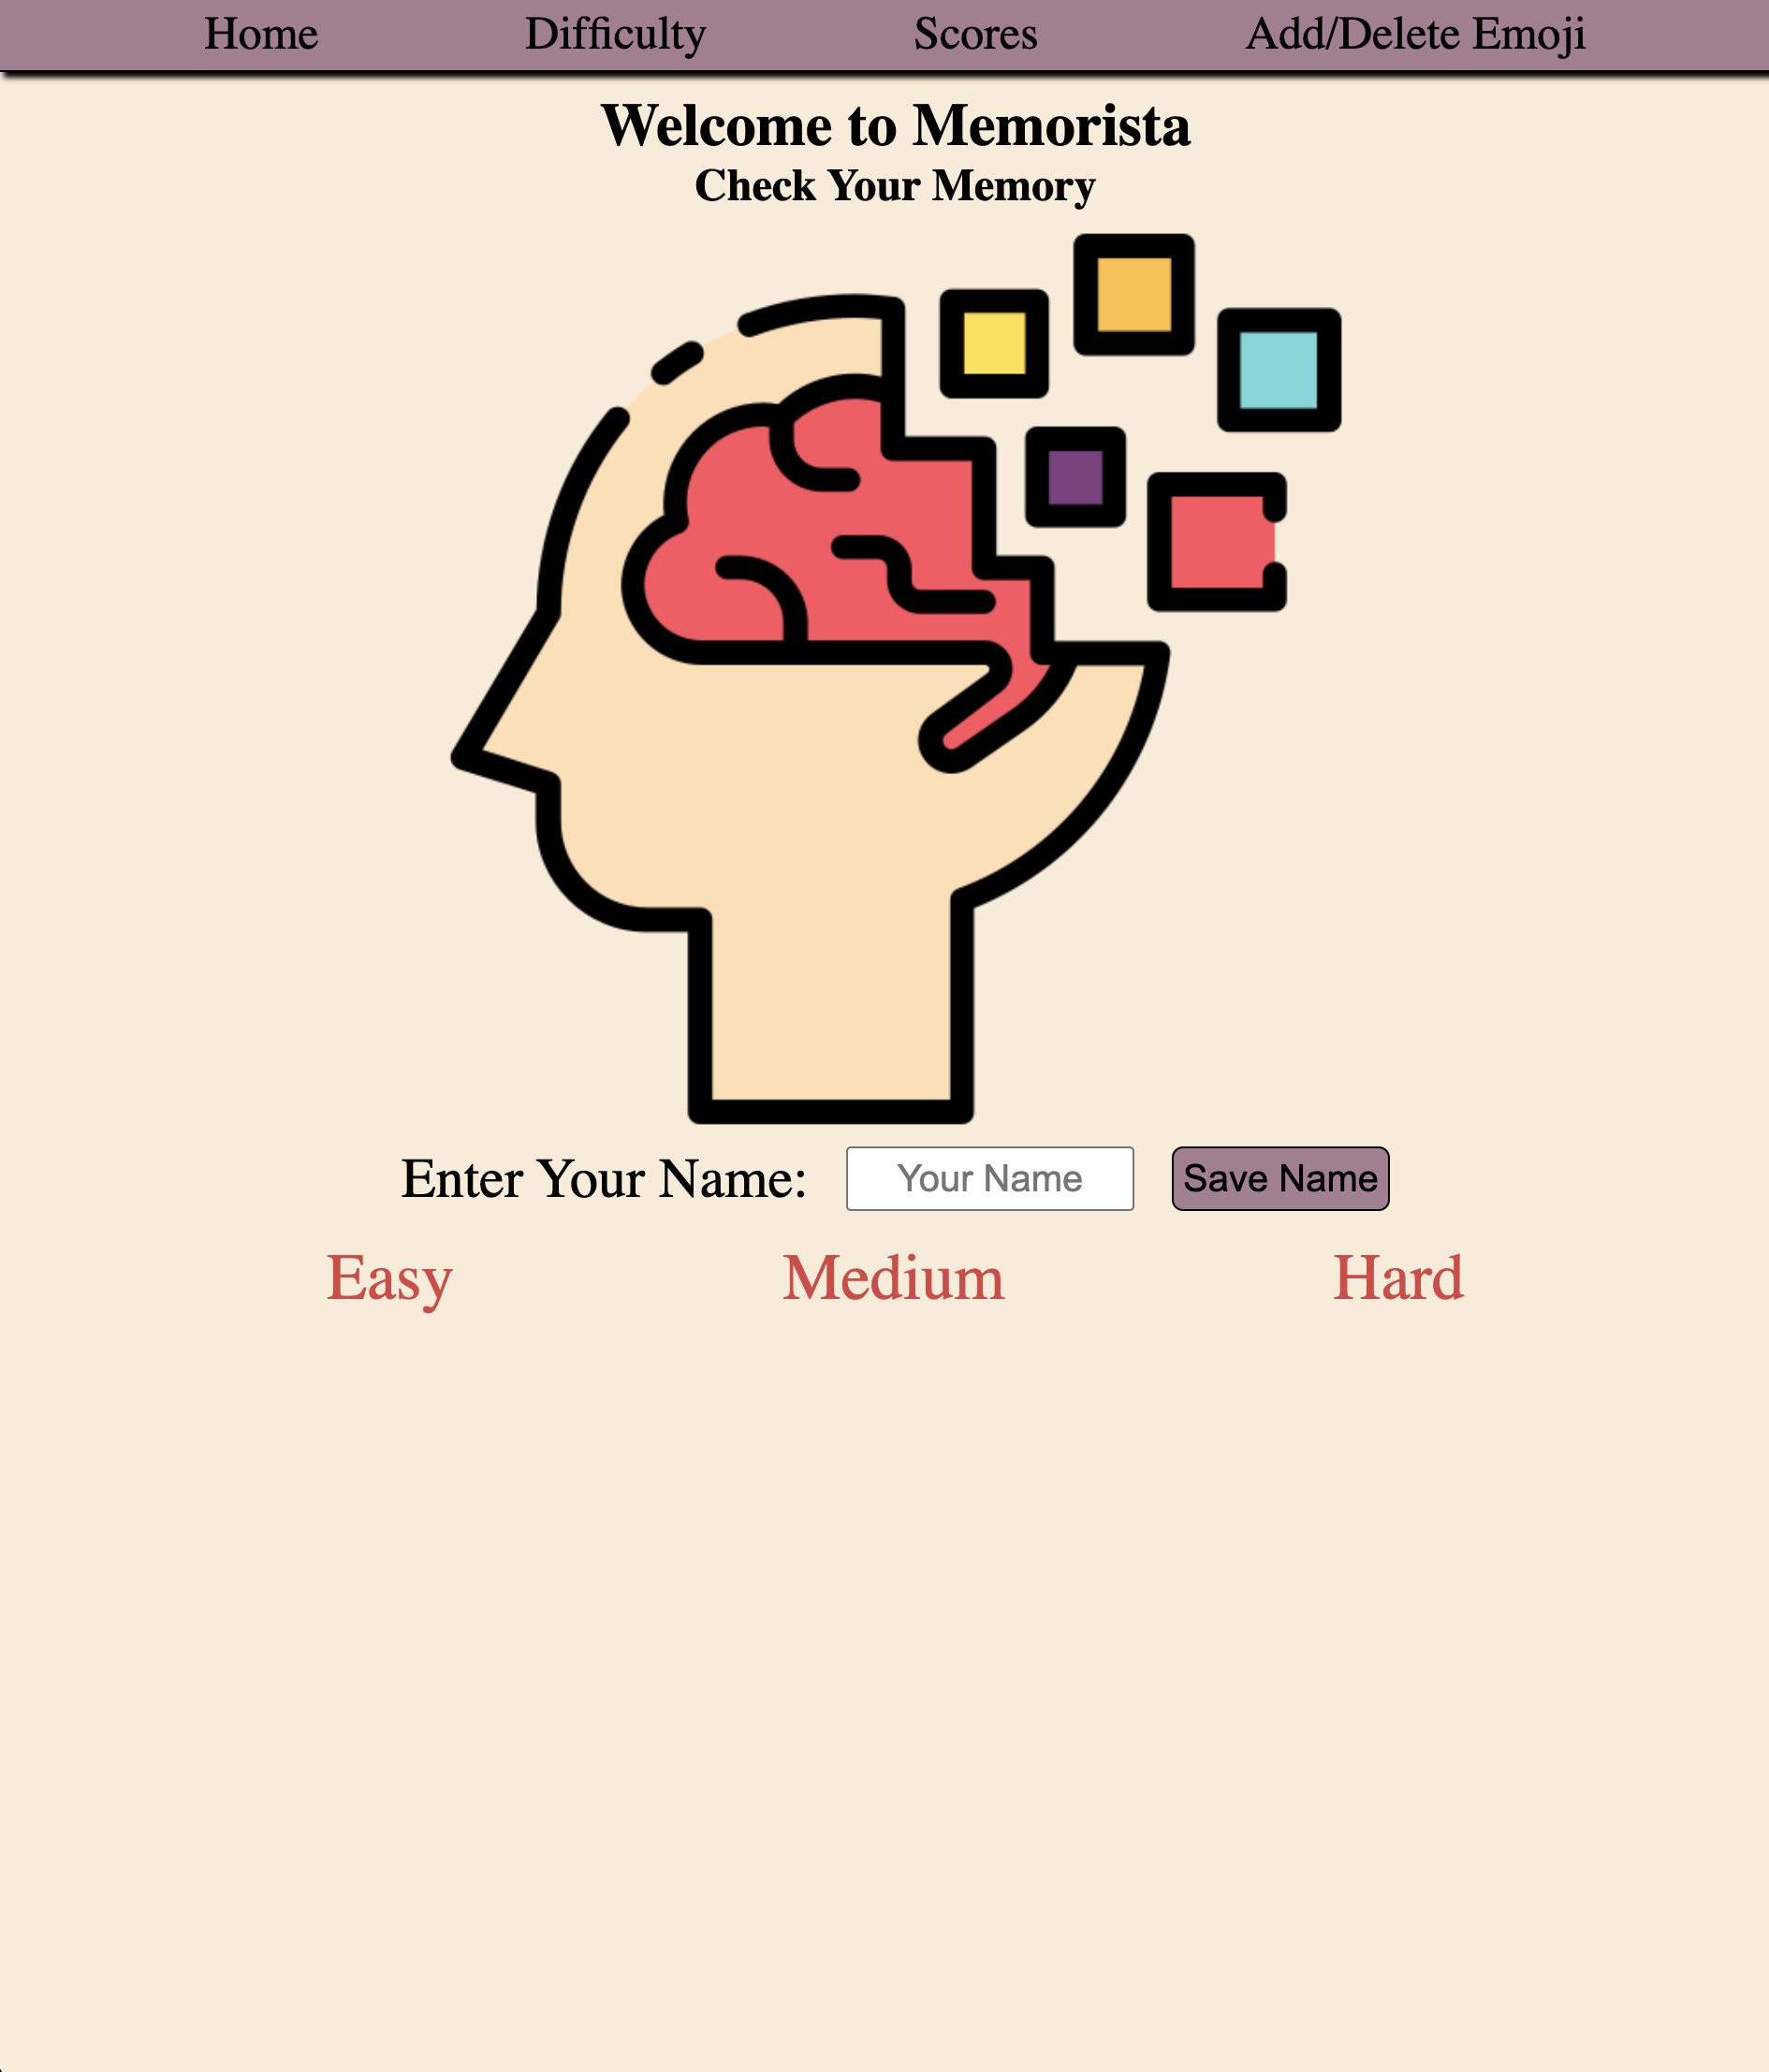 Home Difficulty Scores Add/Delete Emoji
Welcome to Memorista
Check Your Memory
Enter Your Name: Your Name Save Name
Easy Medium Hard